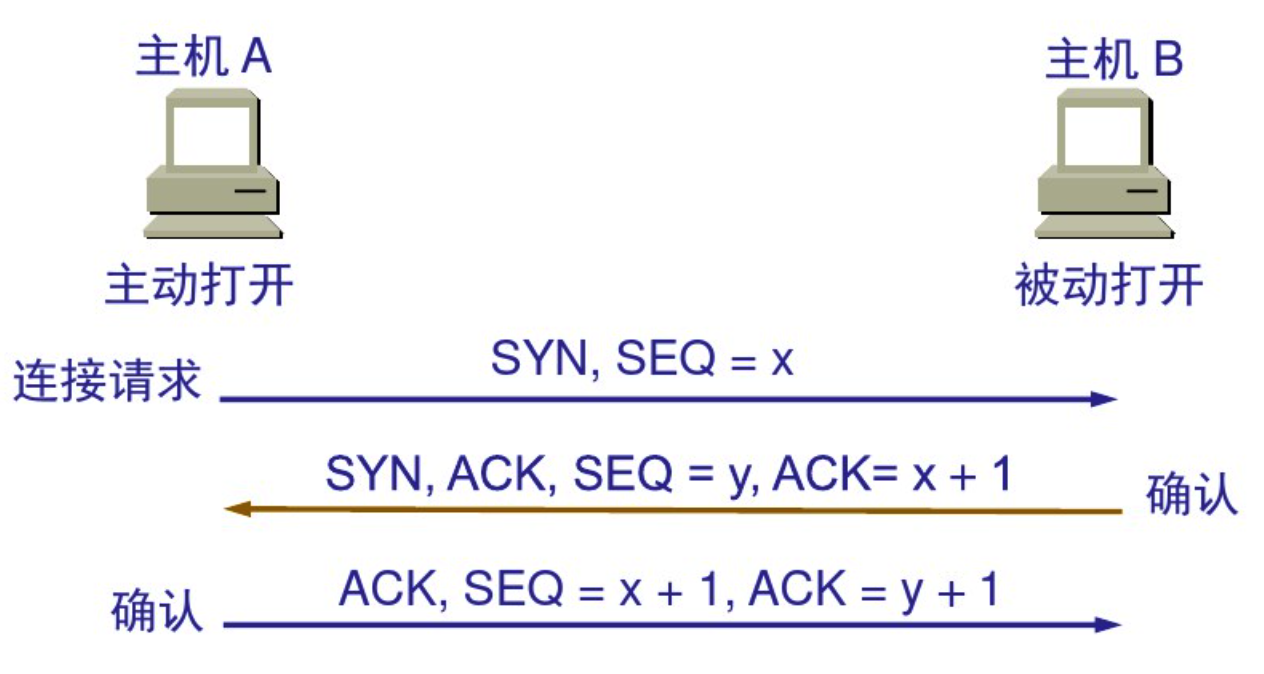 主机 A
主机 B
主动打开
被动打开
连接请求
SYN, SEQ = x
SYN, ACK, SEQ = y, ACK= x + 1
确认
确认
ACK, SEQ = x + 1, ACK = y + 1